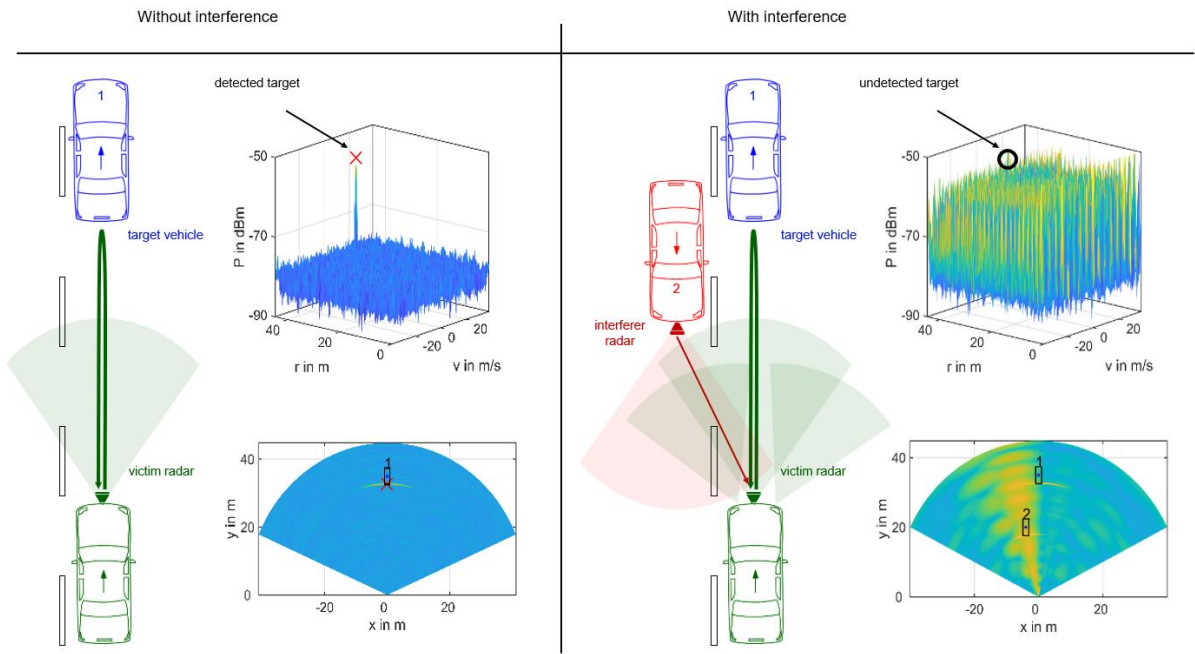 Without interference
With interference
1
detected target
-50
-70
-90
P in dBm
40
20
0
r in m
-20
0
20
v in m/s
target vehicle
victim radar
1
40
20
0
y in m
-20
0
20
x in m
1
undetected target
-50
-70
-90
P in dBm
40
20
0
r in m
-20
0
20
v in m/s
target vehicle
2
interferer
radar
victim radar
1
2
40
20
0
y in m
-20
0
20
x in m